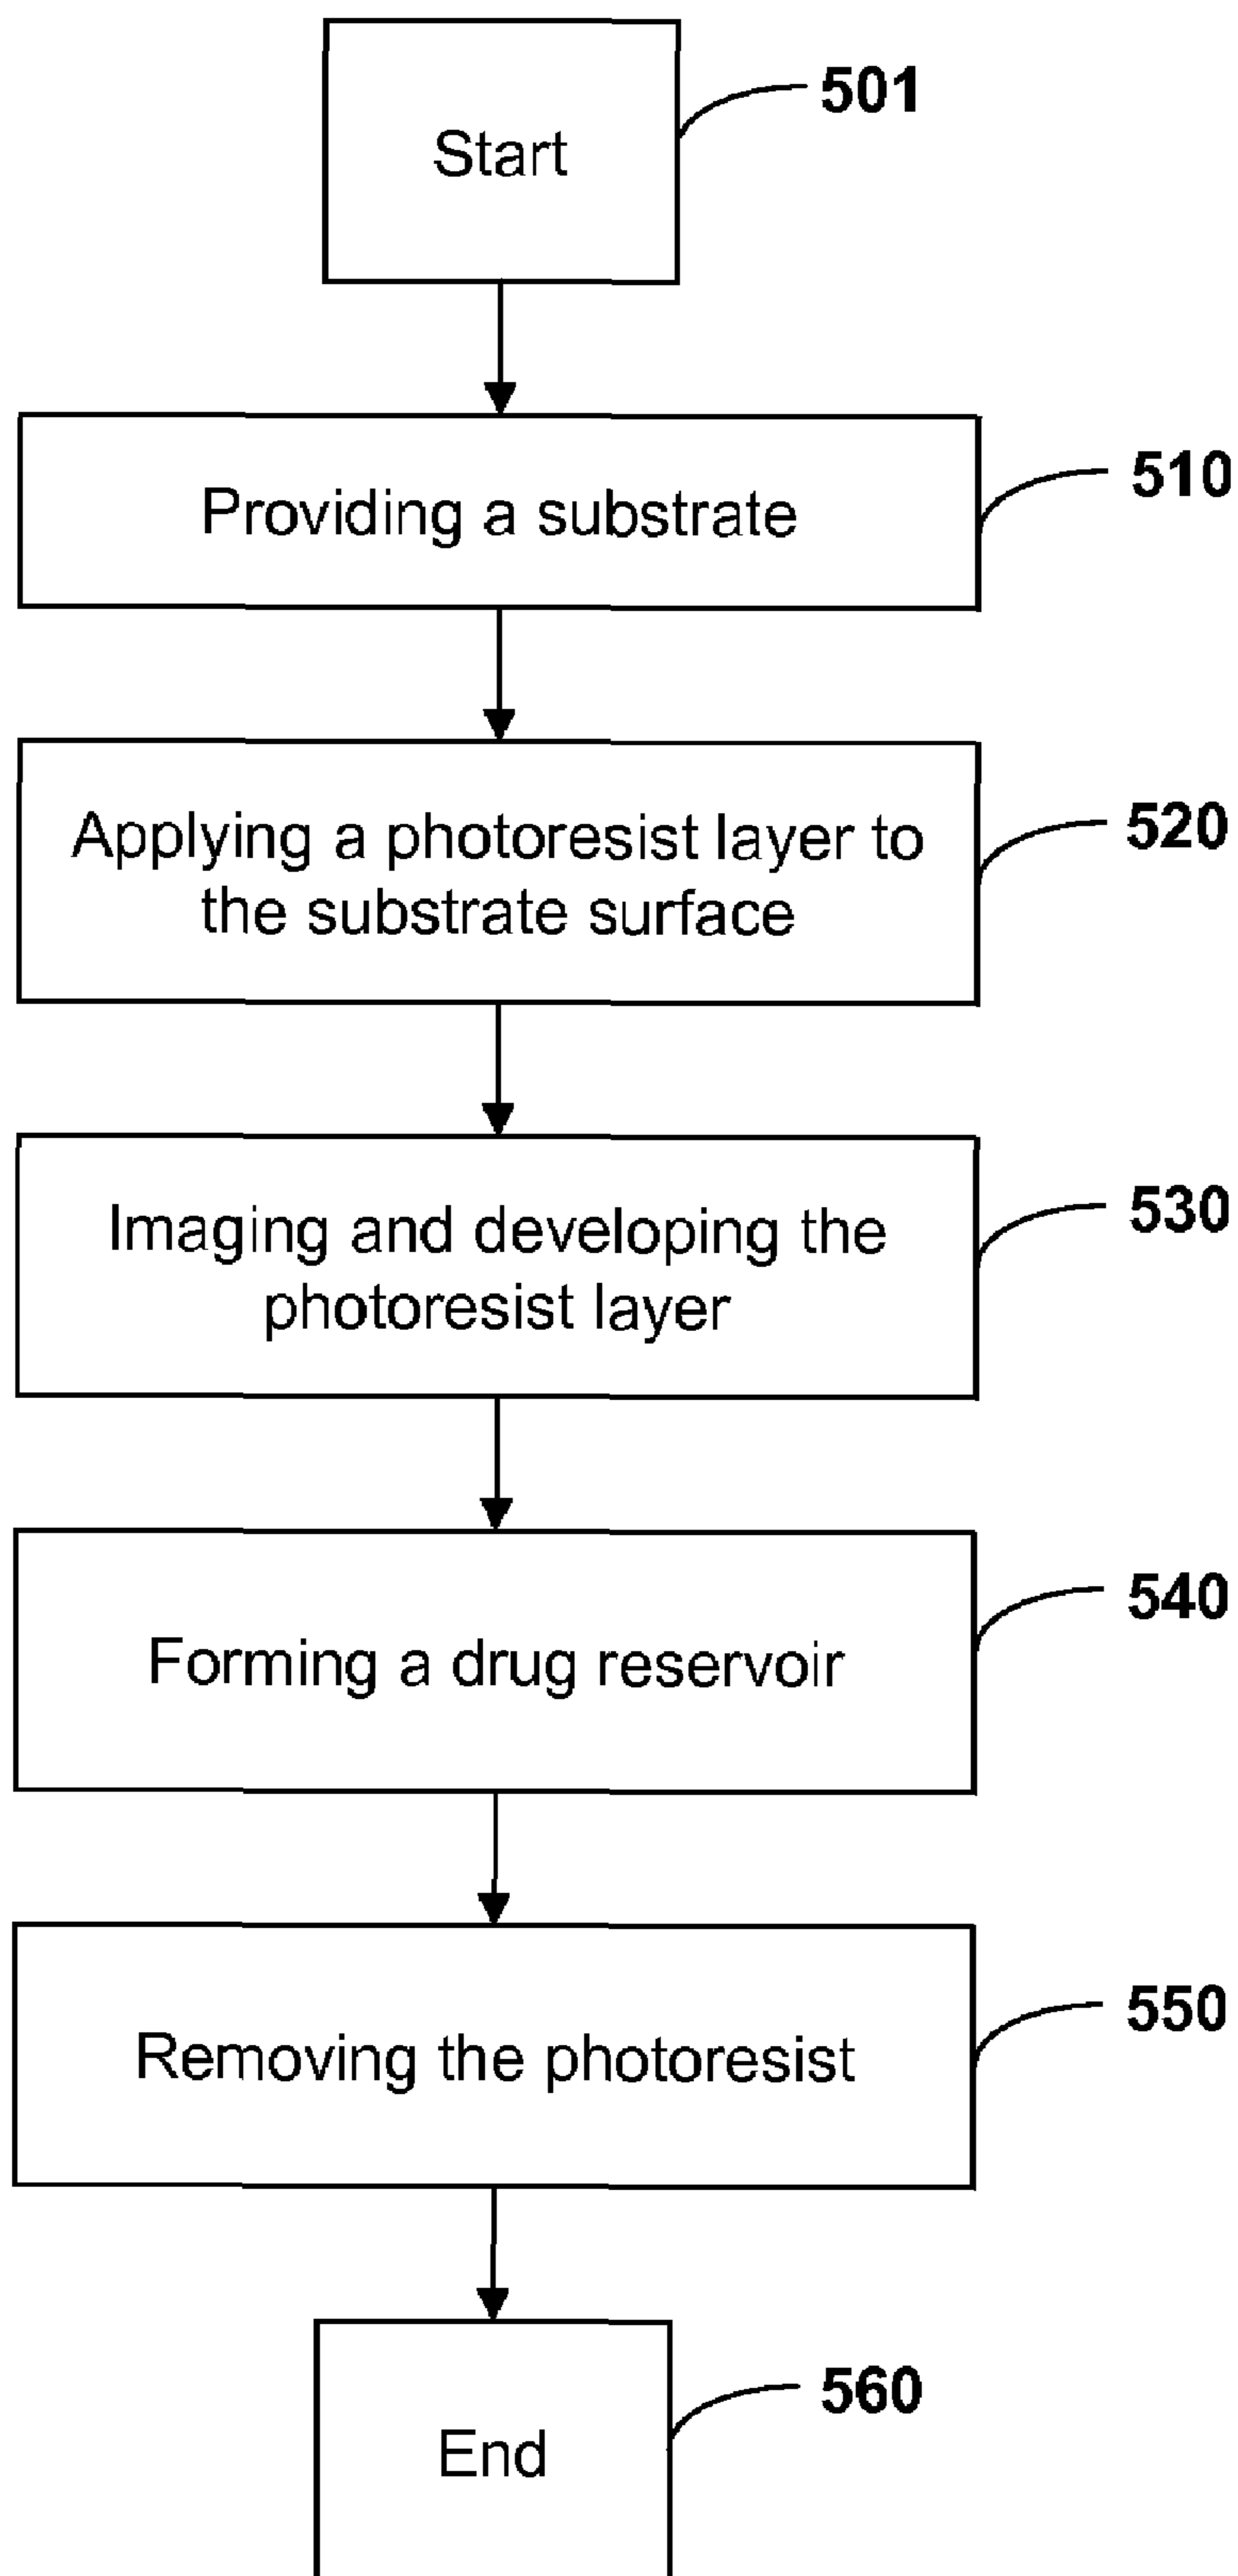 Start
501
Providing a substrate
510
Applying a photoresist layer to
the substrate surface
520
Imaging and developing the
photoresist layer
530
Forming a drug reservoir
540
Removing the photoresist
550
End
560